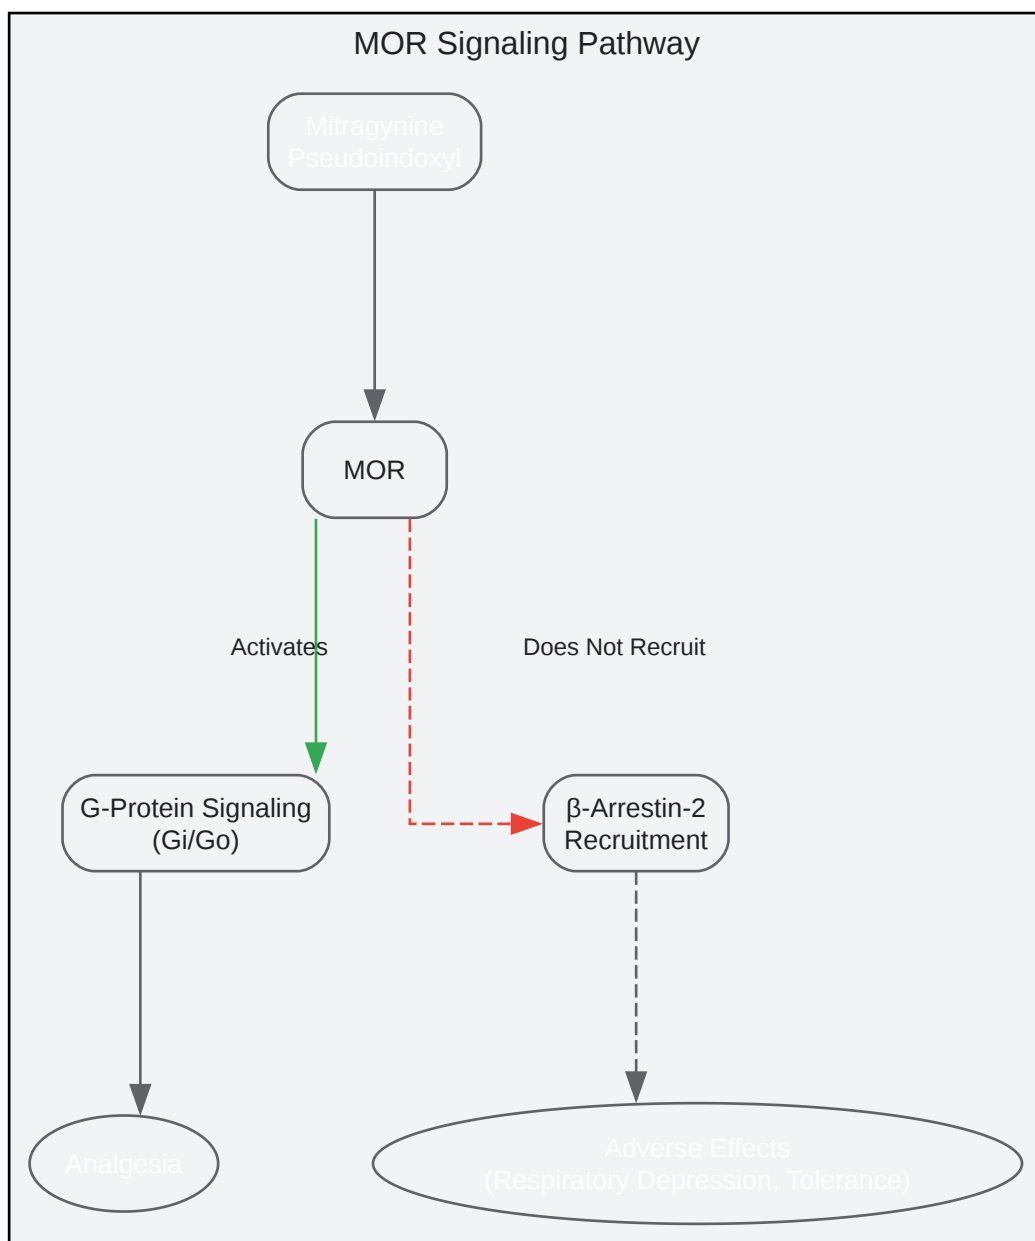 MOR Signaling Pathway
Mitragynine
Pseudoindoxyl
MOR
Activates
Does Not Recruit
G-Protein Signaling
(Gi/Go)
β-Arrestin-2
Recruitment
Analgesia
Adverse Effects
(Respiratory Depression, Tolerance)